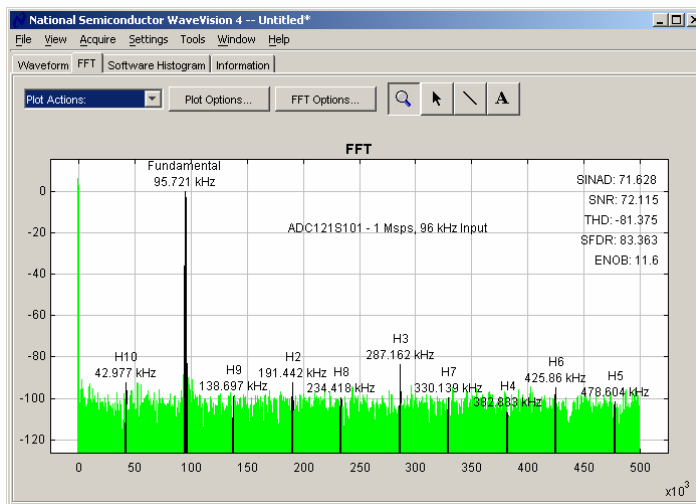 National Semiconductor WaveVision 4 -- Untitled*
File View Acquire Settings Tools Window Help
Waveform FFT Software Histogram Information
Plot Actions: Plot Options... FFT Options... A
FFT
Fundamental
95.721 kHz
SINAD: 71.628
SNR: 72.115
THD: -81.375
SFDR: 83.363
ENOB: 11.6
ADC121S101 - 1 Msps, 96 kHz Input
H10
42.977 kHz
H9
138.697 kHz
H2
191.442 kHz
H8
234.418 kHz
H3
287.162 kHz
H7
330.139 kHz
H4
382.883 kHz
H6
425.86 kHz
H5
478.604 kHz
0
-20
-40
-60
-80
-100
-120
0 50 100 150 200 250 300 350 400 450 500
x10³